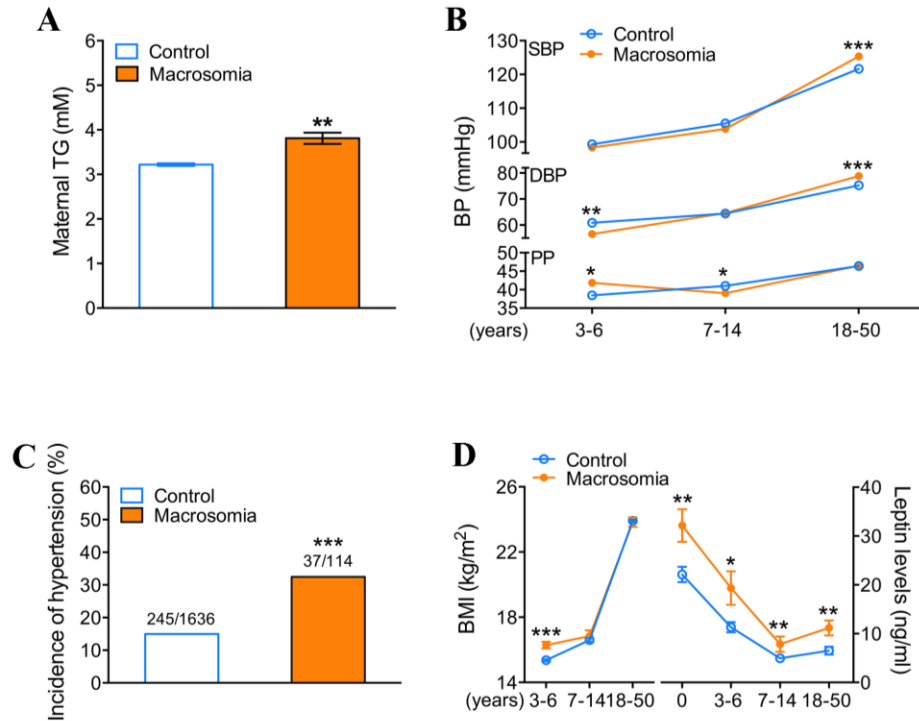 A
Control
Macrosomia
Maternal TG (mM)
6
5
4
3
2
1
0
**
B
Control
Macrosomia
BP (mmHg)
130
120
110
100
80
70
60
50
45
40
35
SBP
***
DBP
**
***
PP
*
*
(years)
3-6
7-14
18-50
C
Control
Macrosomia
Incidence of hypertension (%)
60
50
40
30
20
10
0
245/1636
***
37/114
D
Control
Macrosomia
BMI (kg/m²)
26
22
18
14
***
**
*
**
**
40
30
20
10
0
Leptin levels (ng/ml)
(years)
3-6
7-14
18-50
0
3-6
7-14
18-50